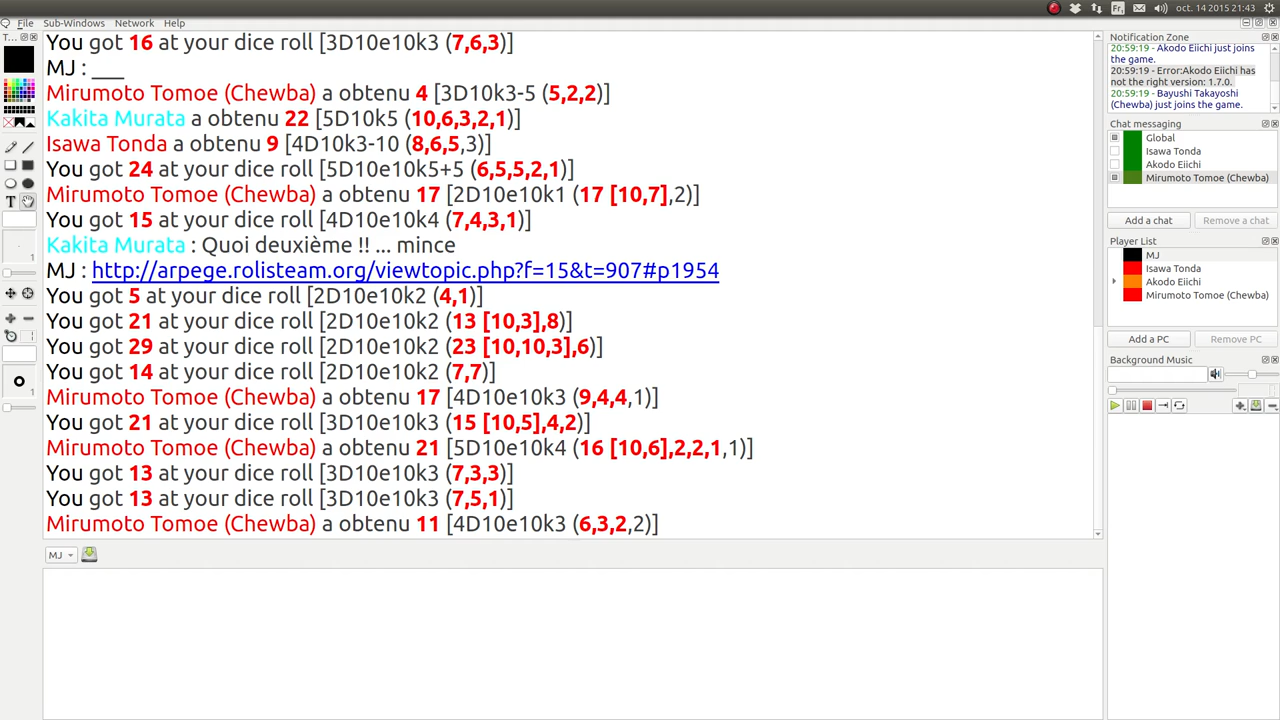 Fr
oct. 14 2015 21:43
File Sub-Windows Network Help
T...
You got 16 at your dice roll [3D10e10k3 (7,6,3)]
MJ : ___
Mirumoto Tomoe (Chewba) a obtenu 4 [3D10k3-5 (5,2,2)]
Kakita Murata a obtenu 22 [5D10k5 (10,6,3,2,1)]
Isawa Tonda a obtenu 9 [4D10k3-10 (8,6,5,3)]
You got 24 at your dice roll [5D10e10k5+5 (6,5,5,2,1)]
Mirumoto Tomoe (Chewba) a obtenu 17 [2D10e10k1 (17 [10,7],2)]
You got 15 at your dice roll [4D10e10k4 (7,4,3,1)]
Kakita Murata : Quoi deuxième !! ... mince
MJ : http://arpege.rolisteam.org/viewtopic.php?f=15&t=907#p1954
You got 5 at your dice roll [2D10e10k2 (4,1)]
You got 21 at your dice roll [2D10e10k2 (13 [10,3],8)]
You got 29 at your dice roll [2D10e10k2 (23 [10,10,3],6)]
You got 14 at your dice roll [2D10e10k2 (7,7)]
Mirumoto Tomoe (Chewba) a obtenu 17 [4D10e10k3 (9,4,4,1)]
You got 21 at your dice roll [3D10e10k3 (15 [10,5],4,2)]
Mirumoto Tomoe (Chewba) a obtenu 21 [5D10e10k4 (16 [10,6],2,2,1,1)]
You got 13 at your dice roll [3D10e10k3 (7,3,3)]
You got 13 at your dice roll [3D10e10k3 (7,5,1)]
Mirumoto Tomoe (Chewba) a obtenu 11 [4D10e10k3 (6,3,2,2)]
MJ
T
1
1
Notification Zone
20:59:19 - Akodo Eiichi just joins
the game.
20:59:19 - Error:Akodo Eiichi has
not the right version: 1.7.0.
20:59:19 - Bayushi Takayoshi
(Chewba) just joins the game.
Chat messaging
Global
Isawa Tonda
Akodo Eiichi
Mirumoto Tomoe (Chewba)
Add a chat
Remove a chat
Player List
MJ
Isawa Tonda
Akodo Eiichi
Mirumoto Tomoe (Chewba)
Add a PC
Remove PC
Background Music